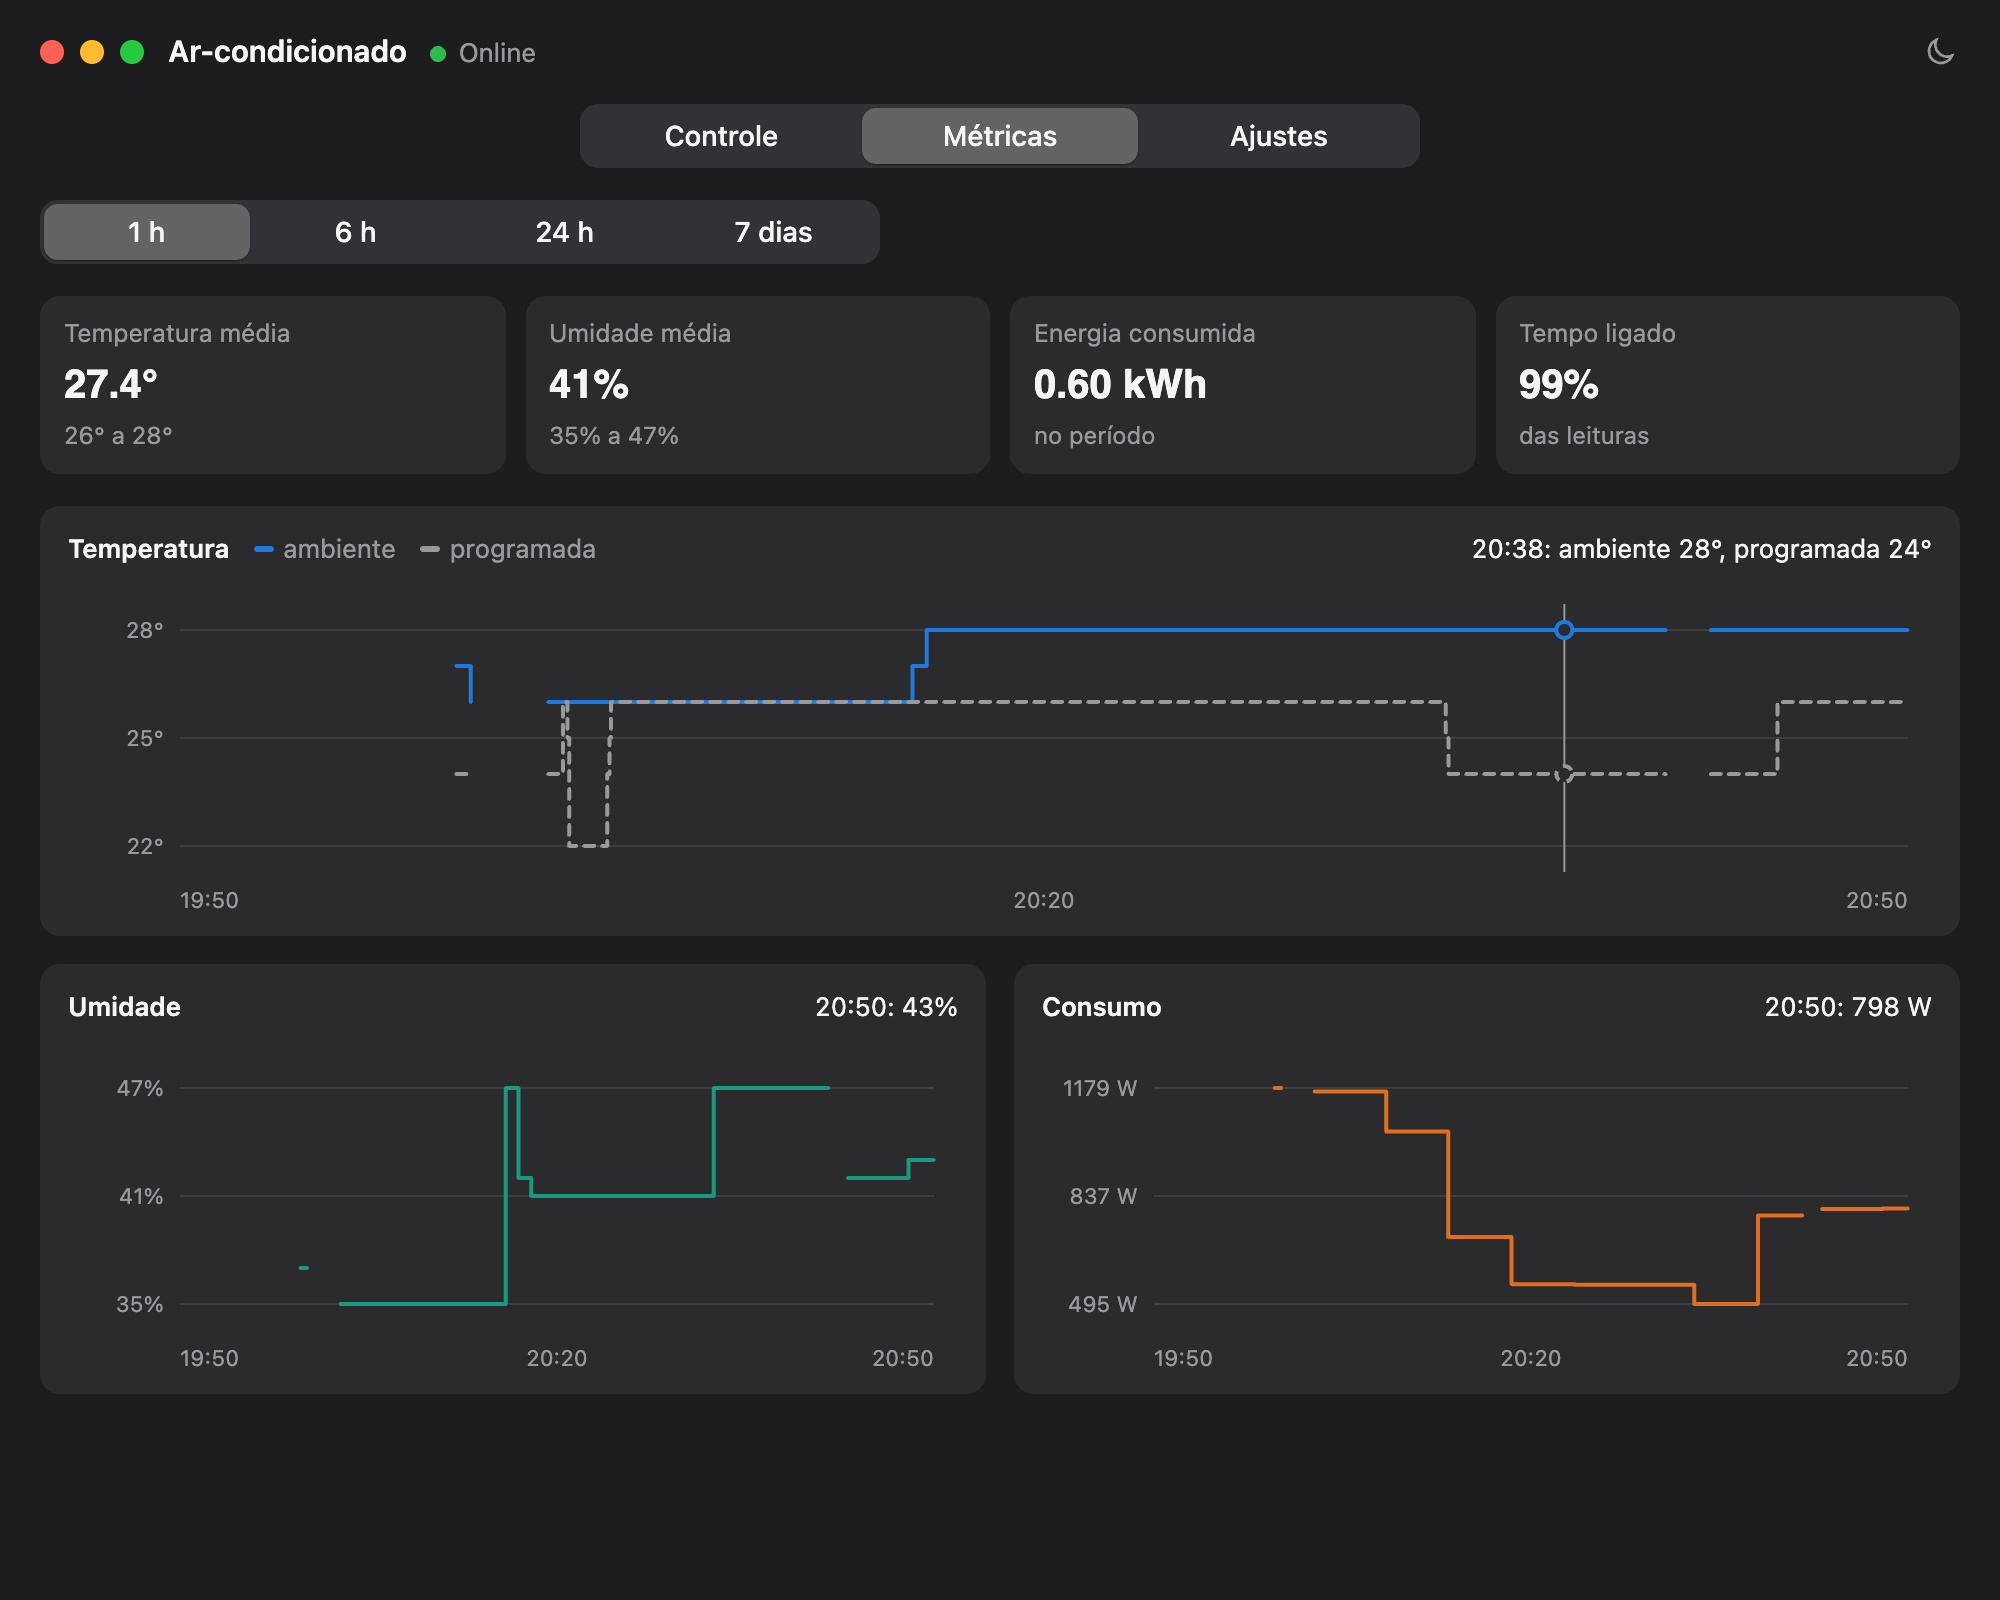 Ar-condicionado Online
Controle Métricas Ajustes
1 h 6 h 24 h 7 dias
Temperatura média
27.4°
26° a 28°
Umidade média
41%
35% a 47%
Energia consumida
0.60 kWh
no período
Tempo ligado
99%
das leituras
Temperatura ambiente programada 20:38: ambiente 28°, programada 24°
28°
25°
22°
19:50 20:20 20:50
Umidade 20:50: 43%
47%
41%
35%
19:50 20:20 20:50
Consumo 20:50: 798 W
1179 W
837 W
495 W
19:50 20:20 20:50